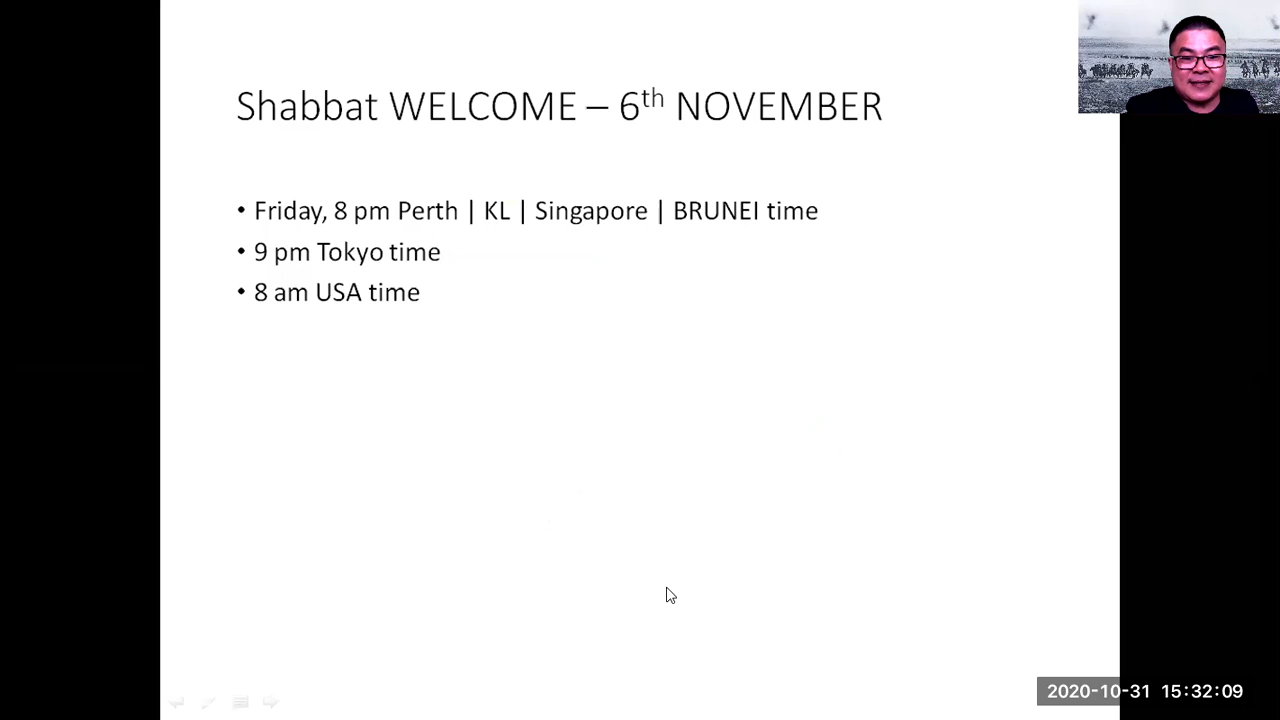 Shabbat WELCOME – 6th NOVEMBER
• Friday, 8 pm Perth | KL | Singapore | BRUNEI time
• 9 pm Tokyo time
• 8 am USA time
2020-10-31 15:32:09